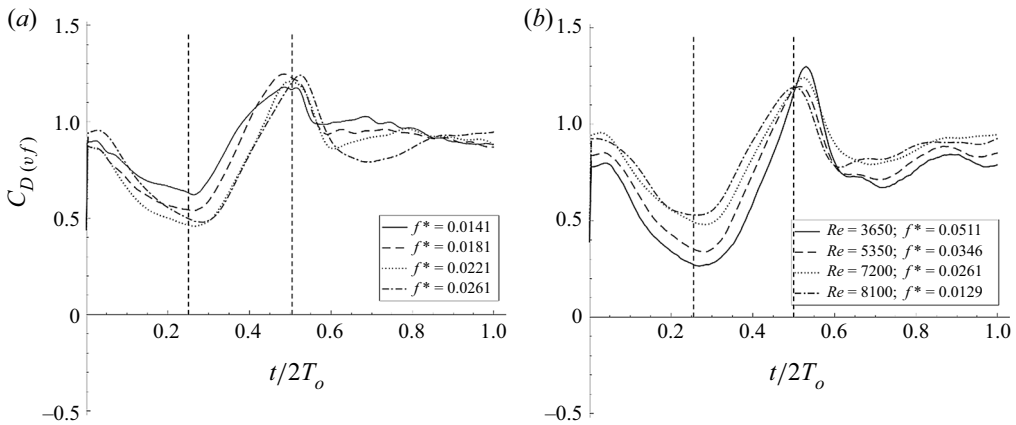 (a)
1.5
1.0
0.5
0
–0.5
C_D (vf)
0.2 0.4 0.6 0.8 1.0
t/2T_o
f* = 0.0141
f* = 0.0181
f* = 0.0221
f* = 0.0261
(b)
1.5
1.0
0.5
0
–0.5
0.2 0.4 0.6 0.8 1.0
t/2T_o
Re = 3650; f* = 0.0511
Re = 5350; f* = 0.0346
Re = 7200; f* = 0.0261
Re = 8100; f* = 0.0129